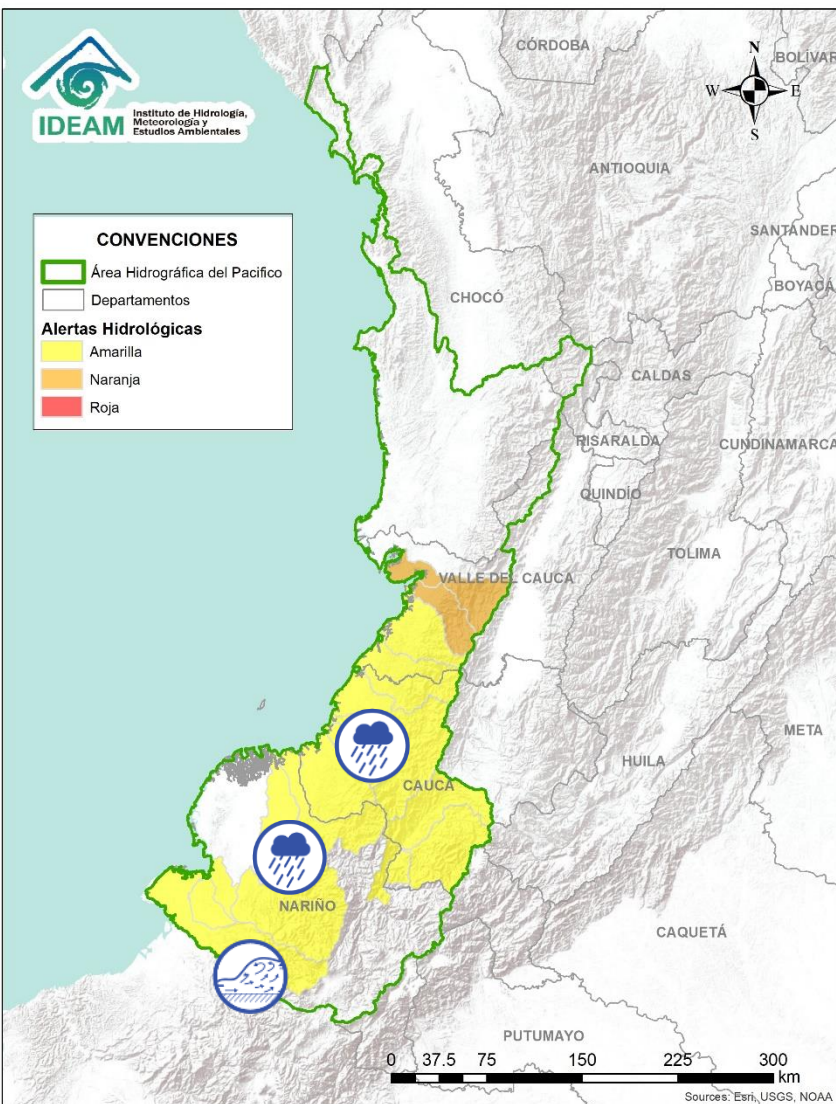 IDEAM
Instituto de Hidrología,
Meteorología y
Estudios Ambientales
N
W
E
S
CÓRDOBA
BOLÍVAR
ANTIOQUIA
SANTANDER
BOYACÁ
CHOCÓ
CALDAS
RISARALDA
CUNDINAMARCA
QUINDÍO
TOLIMA
VALLE DEL CAUCA
META
HUILA
CAUCA
NARIÑO
CAQUETÁ
PUTUMAYO
CONVENCIONES
Área Hidrográfica del Pacifico
Departamentos
Alertas Hidrológicas
Amarilla
Naranja
Roja
0 37.5 75 150 225 300
km
Sources: Esri, USGS, NOAA